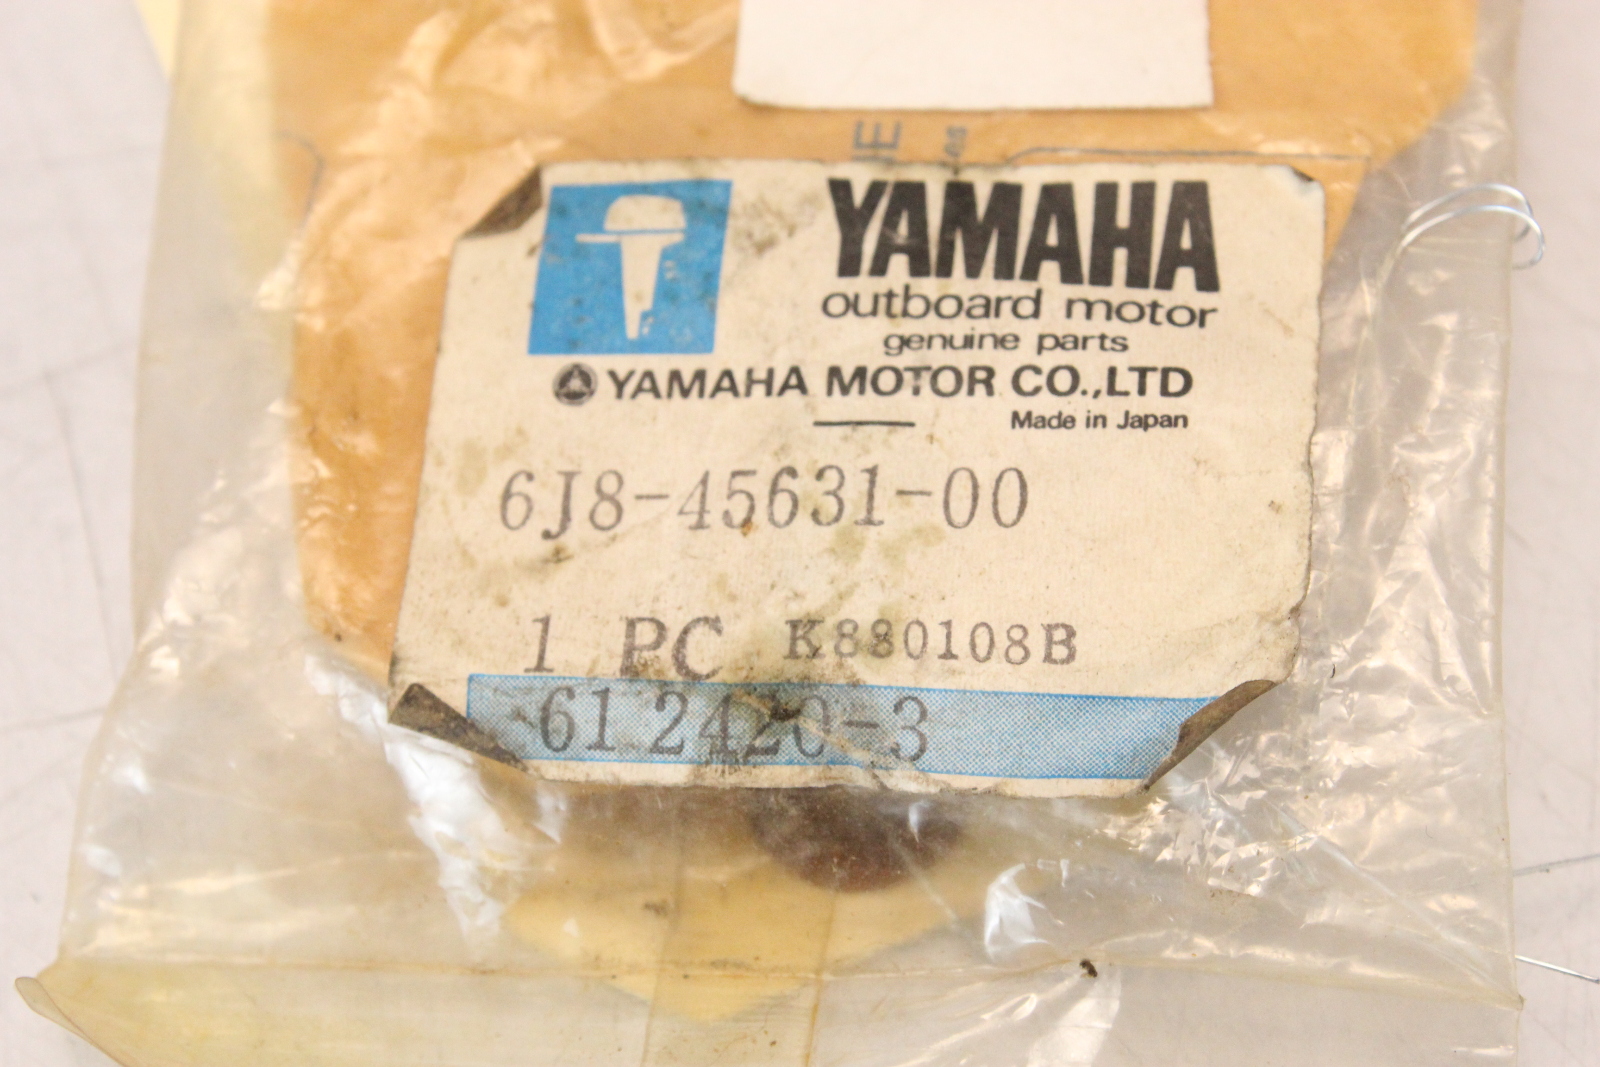 YAMAHA
outboard motor
genuine parts
YAMAHA MOTOR CO.,LTD
Made in Japan
6J8-45631-00
1 PC K880108B
612420-3